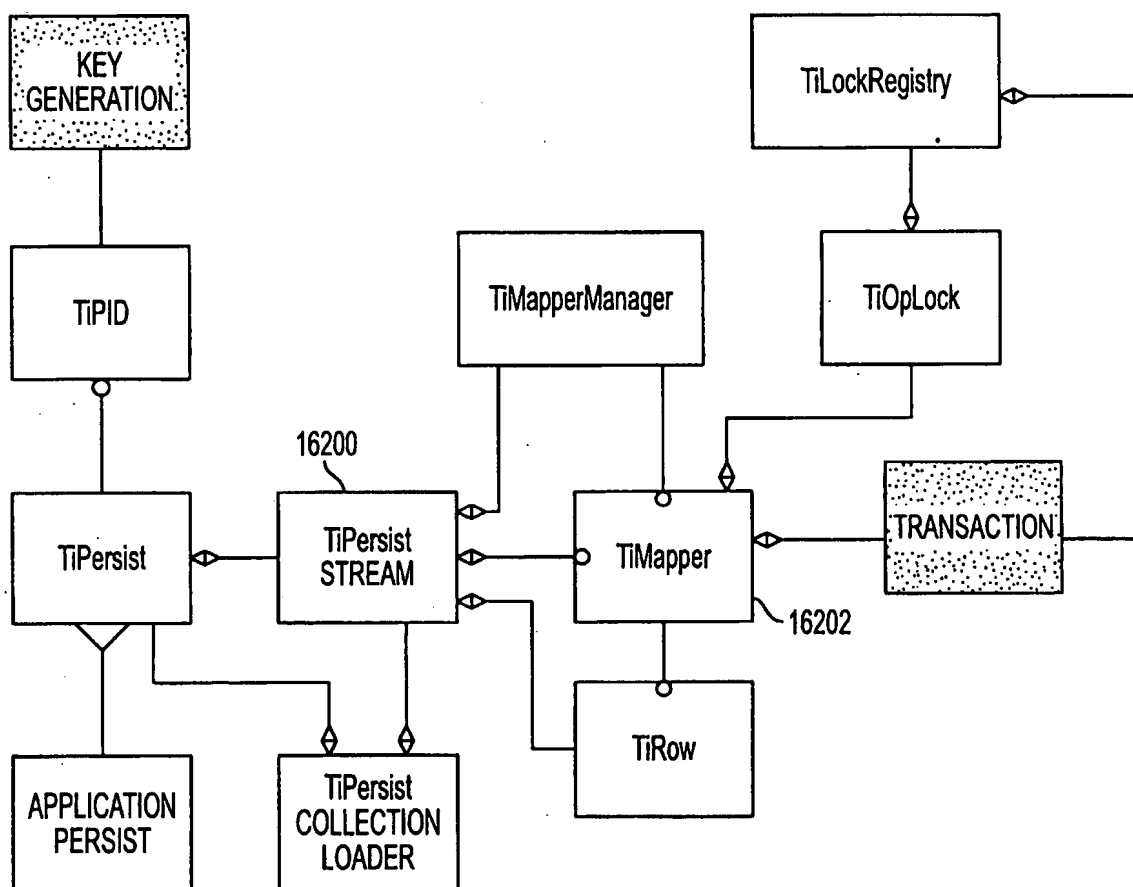 KEY
GENERATION
TiLockRegistry
TiPID
TiMapperManager
TiOpLock
16200
TiPersist
TiPersist
STREAM
TiMapper
TRANSACTION
16202
TiRow
APPLICATION
PERSIST
TiPersist
COLLECTION
LOADER